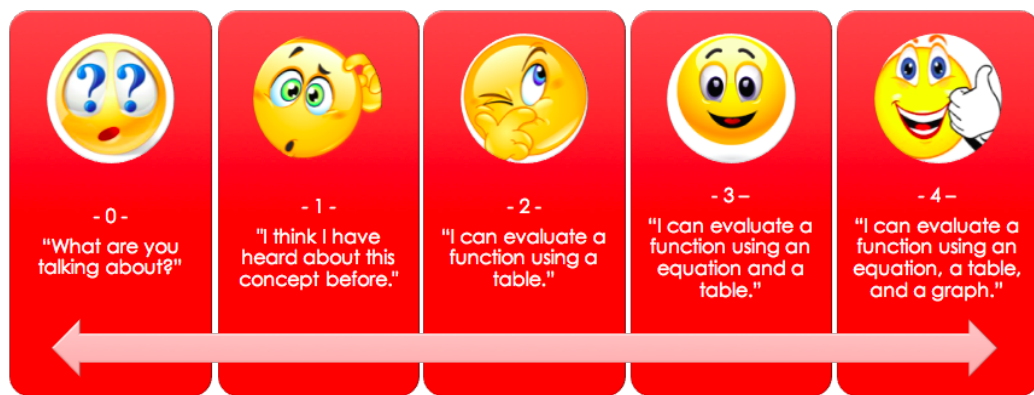 ? ?
- 0 -
“What are you
talking about?”
- 1 -
"I think I have
heard about this
concept before."
- 2 -
“I can evaluate a
function using a
table.”
- 3 –
“I can evaluate a
function using an
equation and a
table.”
- 4 –
“I can evaluate a
function using an
equation, a table,
and a graph.”